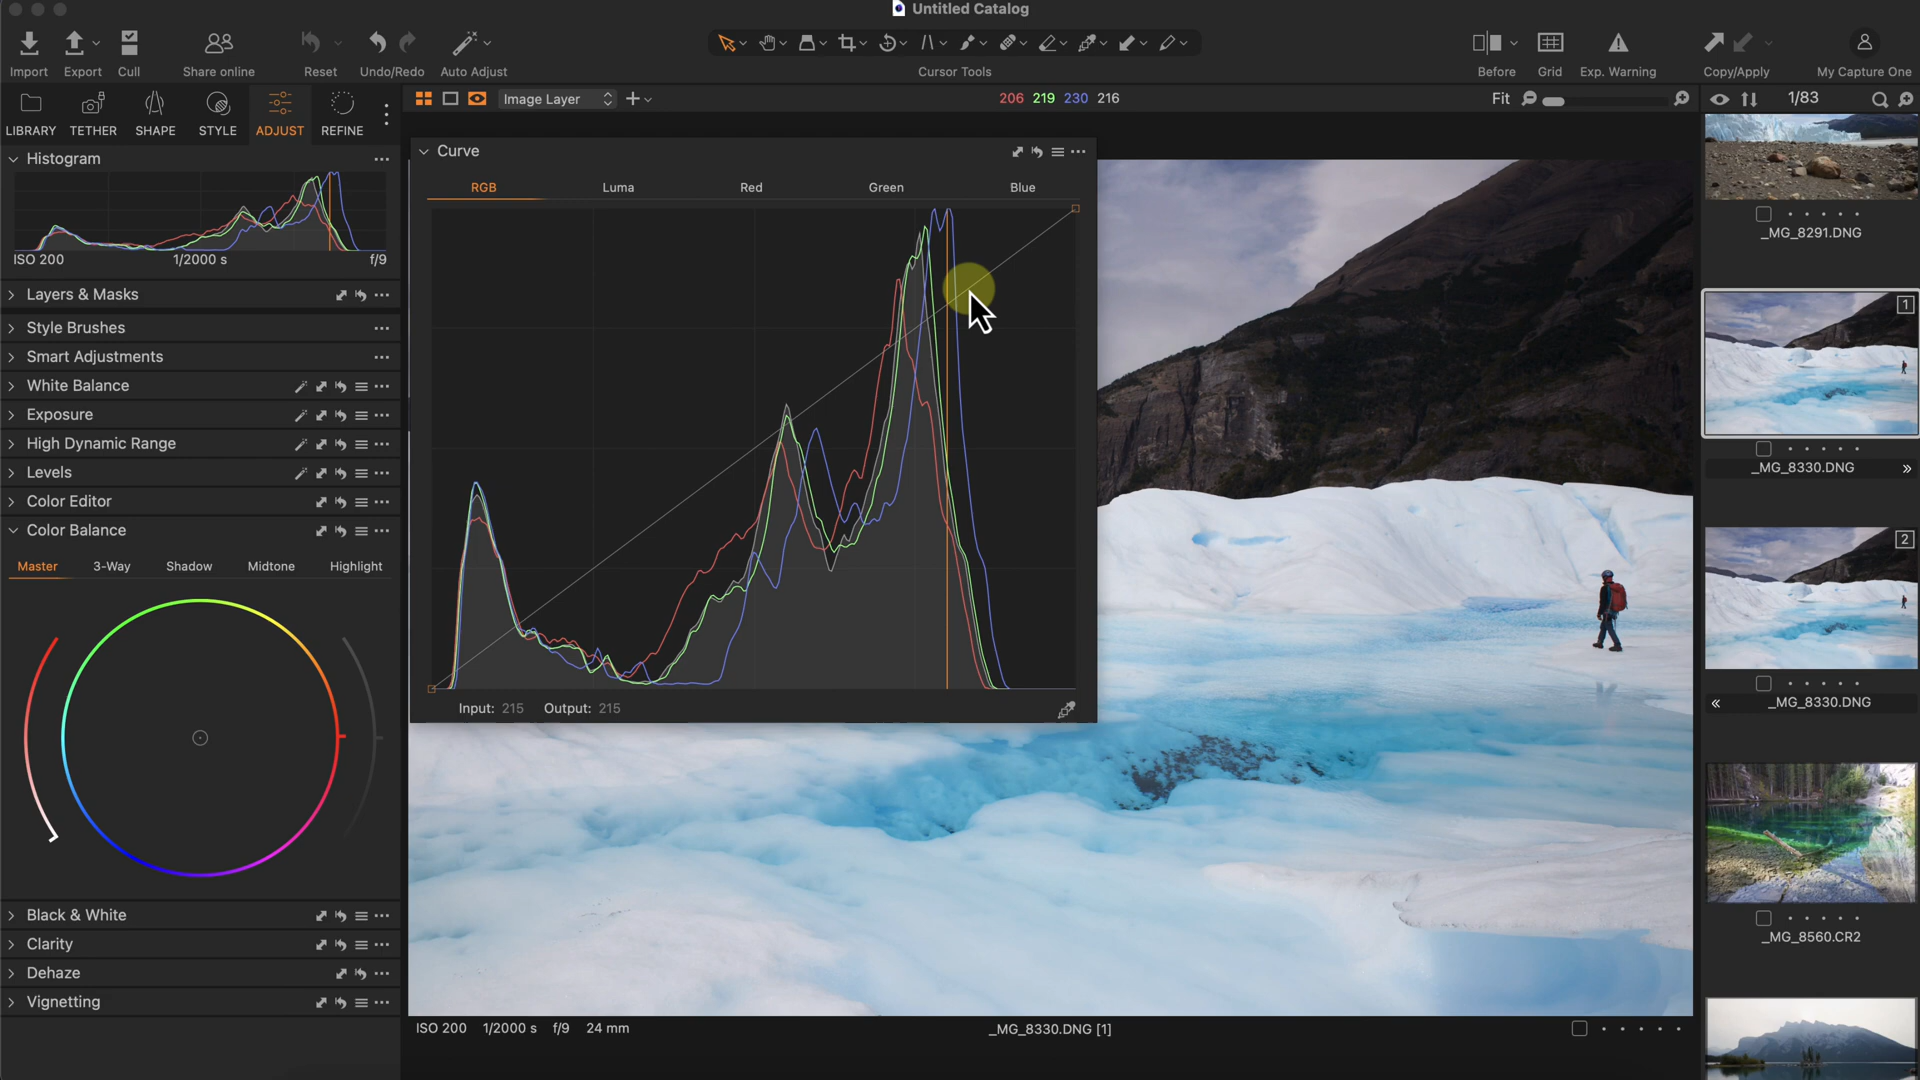 Untitled Catalog
Import Export Cull Share online Reset Undo/Redo Auto Adjust Cursor Tools Before Grid Exp. Warning Copy/Apply My Capture One
LIBRARY TETHER SHAPE STYLE ADJUST REFINE
Image Layer 206 219 230 216 Fit 1/83
Histogram
ISO 200 1/2000 s f/9
Layers & Masks
Style Brushes
Smart Adjustments
White Balance
Exposure
High Dynamic Range
Levels
Color Editor
Color Balance
Master 3-Way Shadow Midtone Highlight
Black & White
Clarity
Dehaze
Vignetting
Curve
RGB Luma Red Green Blue
Input: 215 Output: 215
ISO 200 1/2000 s f/9 24 mm _MG_8330.DNG [1]
_MG_8291.DNG
1
_MG_8330.DNG
2
_MG_8330.DNG
_MG_8560.CR2